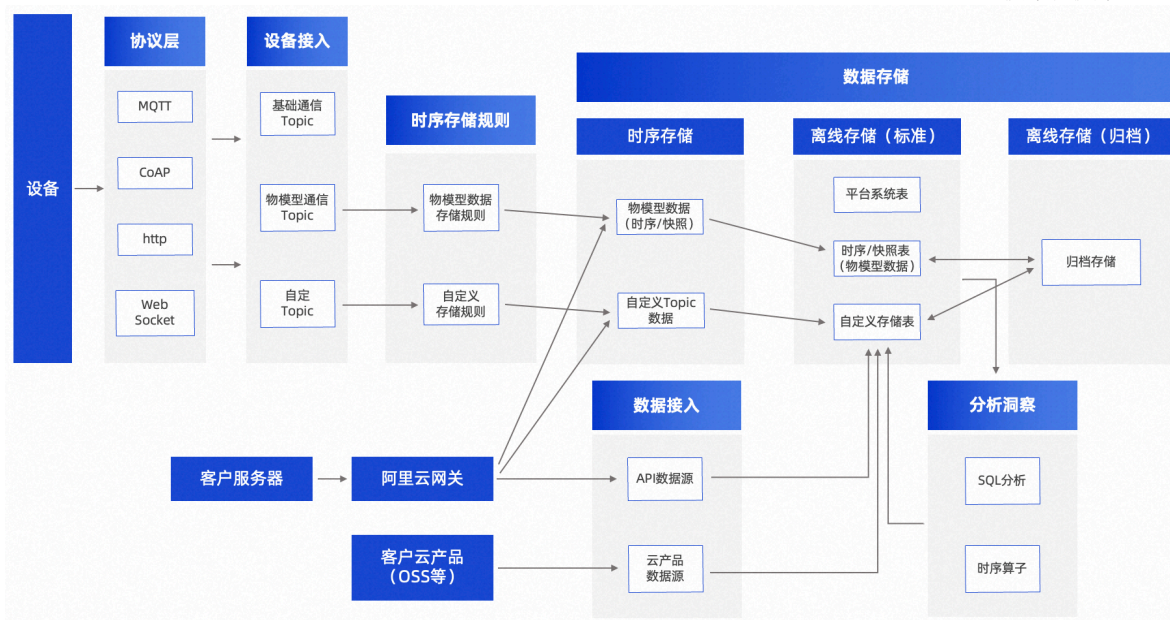 设备
协议层
MQTT
CoAP
http
Web
Socket
设备接入
基础通信
Topic
物模型通信
Topic
自定
Topic
时序存储规则
物模型数据
存储规则
自定义
存储规则
数据存储
时序存储
物模型数据
(时序/快照)
自定义Topic
数据
离线存储（标准）
平台系统表
时序/快照表
(物模型数据)
自定义存储表
离线存储（归档）
归档存储
客户服务器
阿里云网关
客户云产品
（OSS等）
数据接入
API数据源
云产品
数据源
分析洞察
SQL分析
时序算子